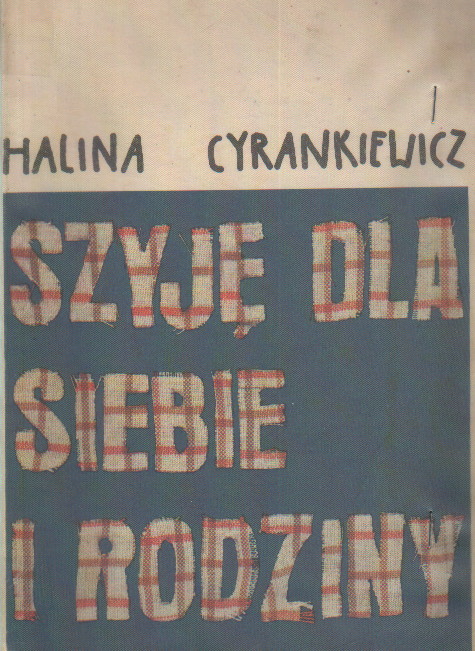 HALINA CYRANKIEWICZ
SZYJĘ DLA
SIEBIE
I RODZINY